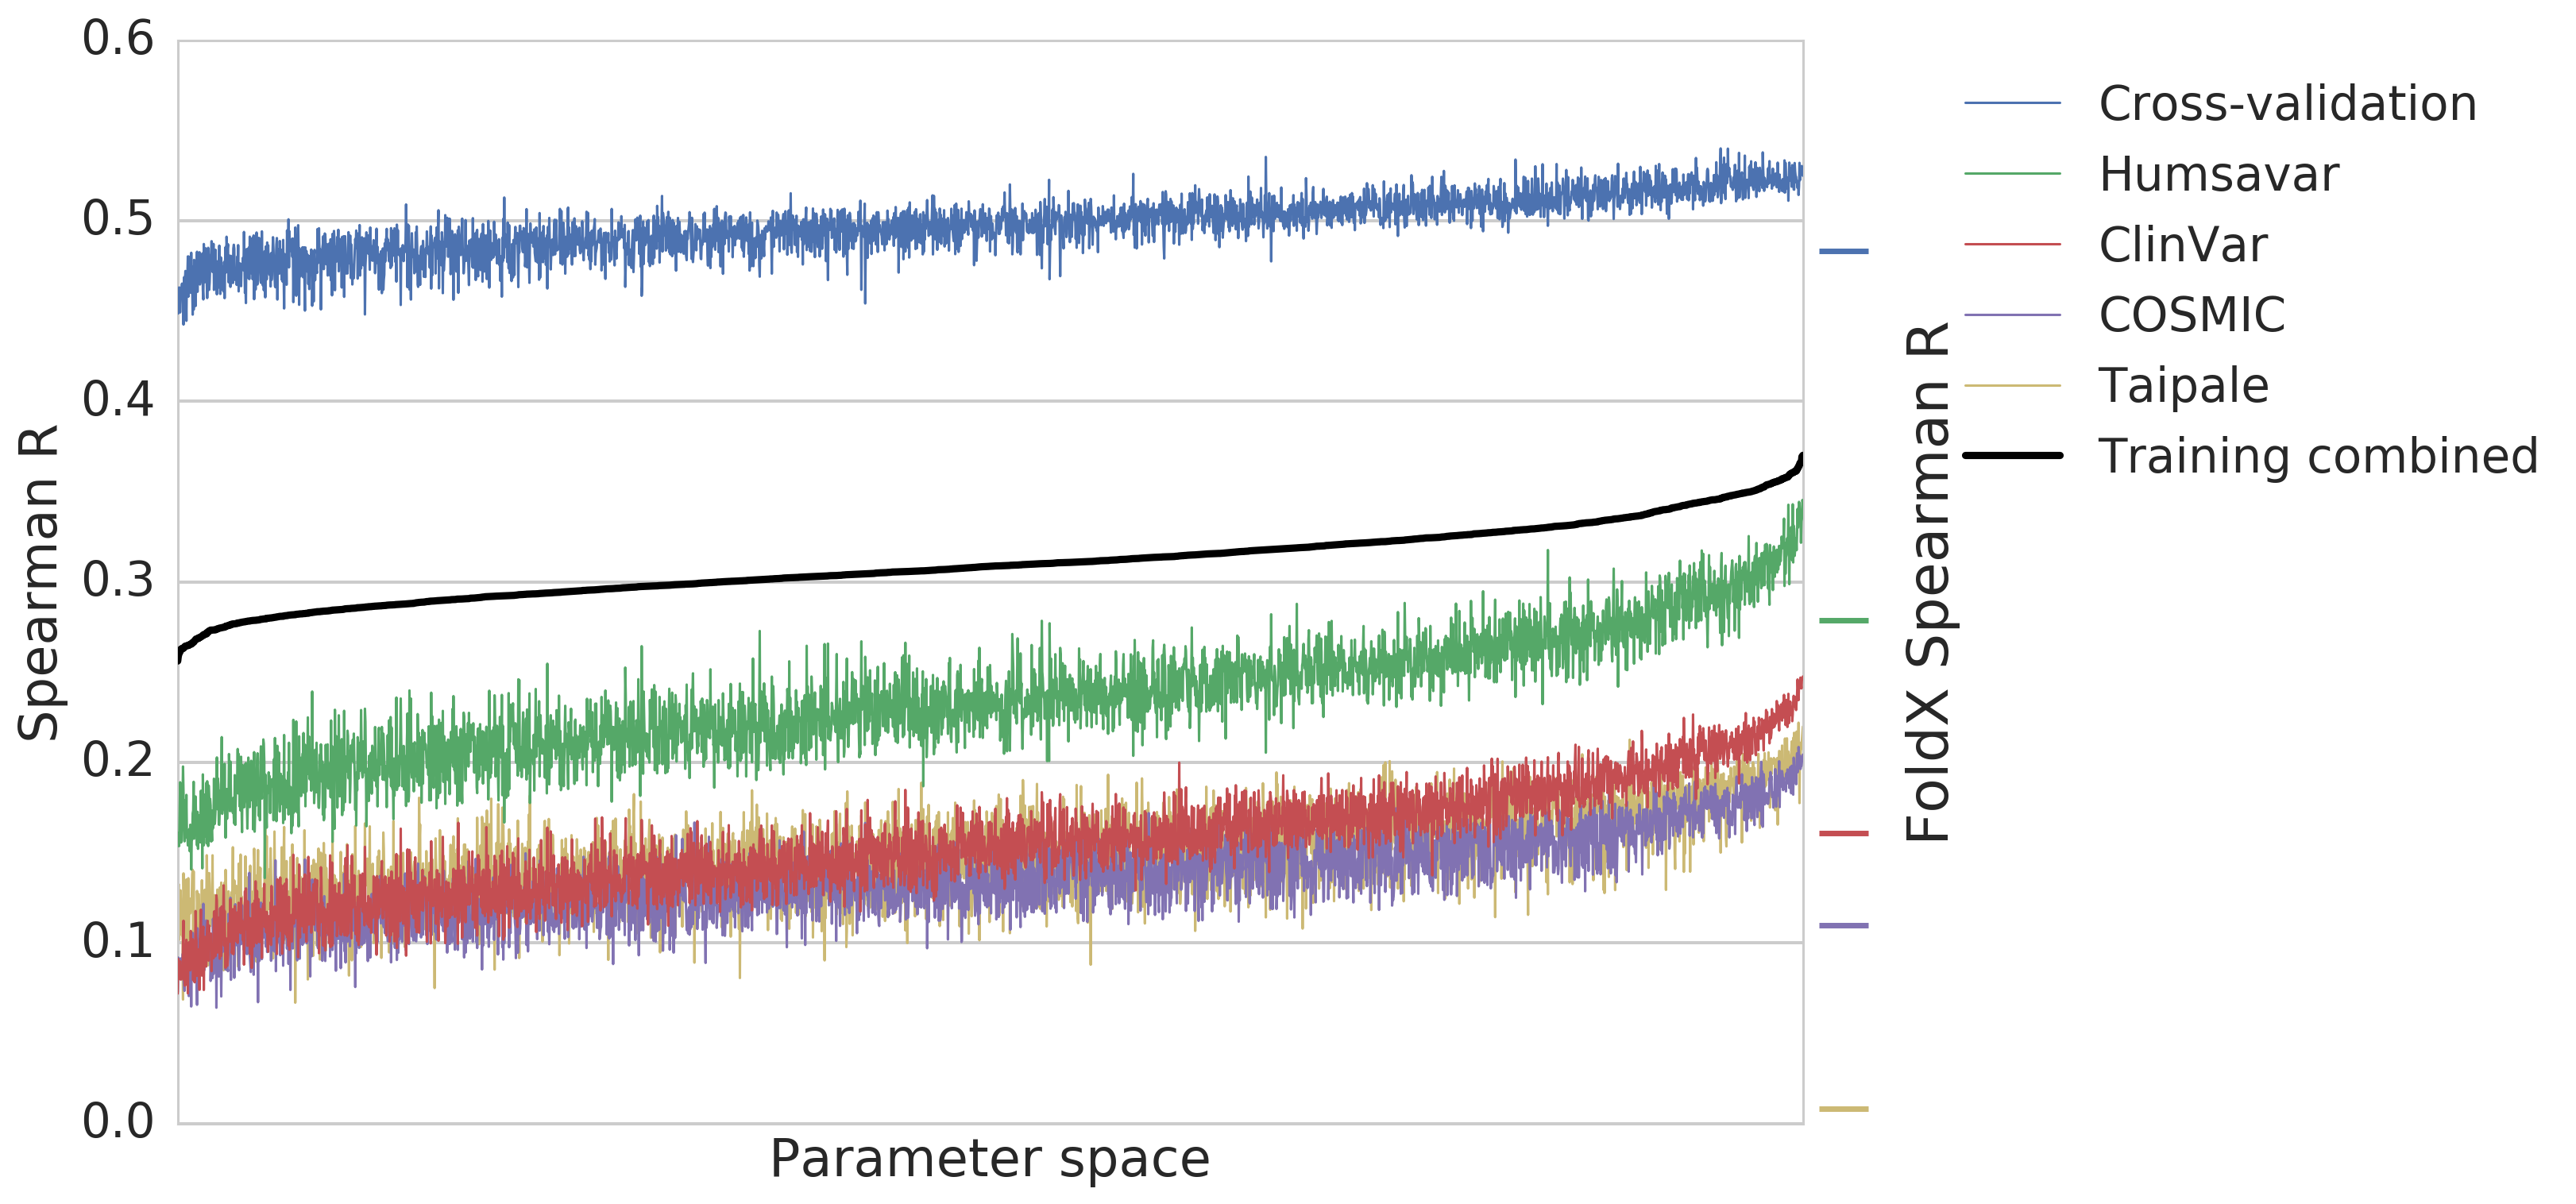 Spearman R
0.6
0.5
0.4
0.3
0.2
0.1
0.0
Parameter space
FoldX Spearman R
Cross-validation
Humsavar
ClinVar
COSMIC
Taipale
Training combined